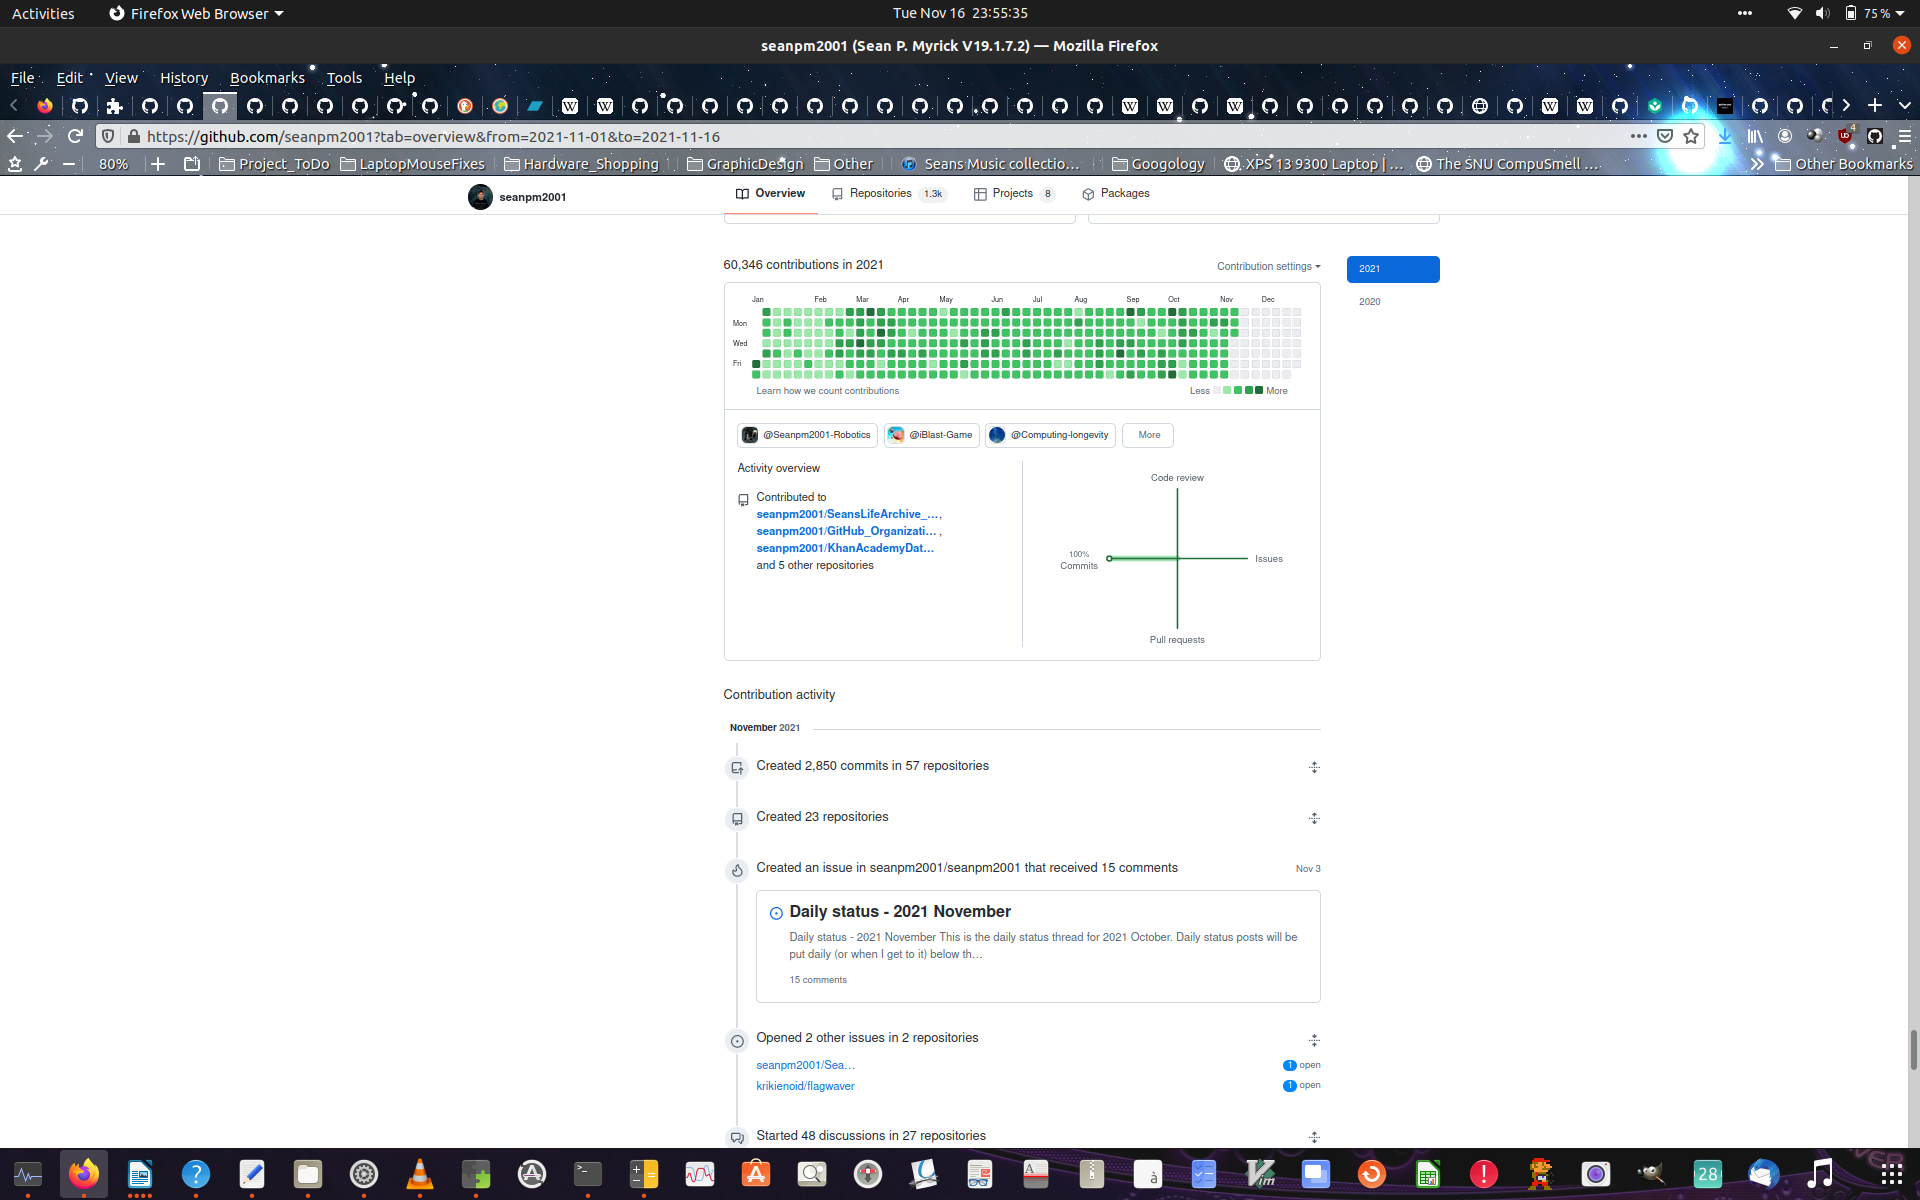 Activities
Firefox Web Browser
Tue Nov 16 23:55:35
75 %
seanpm2001 (Sean P. Myrick V19.1.7.2) — Mozilla Firefox
File Edit View History Bookmarks Tools Help
https://github.com/seanpm2001?tab=overview&from=2021-11-01&to=2021-11-16
4
80% Project_ToDo LaptopMouseFixes Hardware_Shopping GraphicDesign Other Seans Music collectio… Googology XPS 13 9300 Laptop | … The SNU CompuSmell … Other Bookmarks
seanpm2001
Overview Repositories 1.3k Projects 8 Packages
60,346 contributions in 2021
Contribution settings
2021
2020
Jan Feb Mar Apr May Jun Jul Aug Sep Oct Nov Dec
Mon
Wed
Fri
Learn how we count contributions
Less More
@Seanpm2001-Robotics @iBlast-Game @Computing-longevity More
Activity overview
Contributed to
seanpm2001/SeansLifeArchive_… ,
seanpm2001/GitHub_Organizati… ,
seanpm2001/KhanAcademyDat…
and 5 other repositories
Code review
100%
Commits
Issues
Pull requests
Contribution activity
November 2021
Created 2,850 commits in 57 repositories
Created 23 repositories
Created an issue in seanpm2001/seanpm2001 that received 15 comments
Nov 3
Daily status - 2021 November
Daily status - 2021 November This is the daily status thread for 2021 October. Daily status posts will be
put daily (or when I get to it) below th…
15 comments
Opened 2 other issues in 2 repositories
seanpm2001/Sea…
1 open
krikienoid/flagwaver
1 open
Started 48 discussions in 27 repositories
28